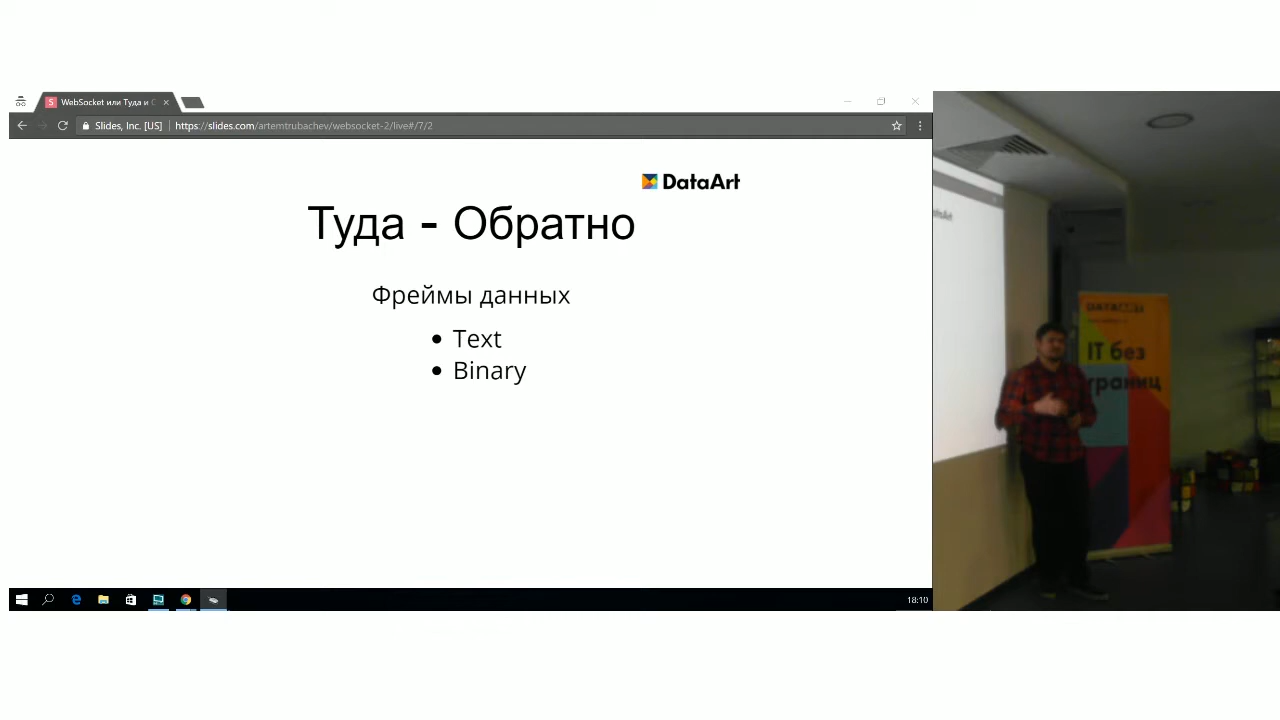 WebSocket или Туда и С
Slides, Inc. [US]
https://slides.com/artemtrubachev/websocket-2/live#/7/2
DataArt
Туда - Обратно
Фреймы данных
Text
Binary
18:10
DATAART
IT без
границ